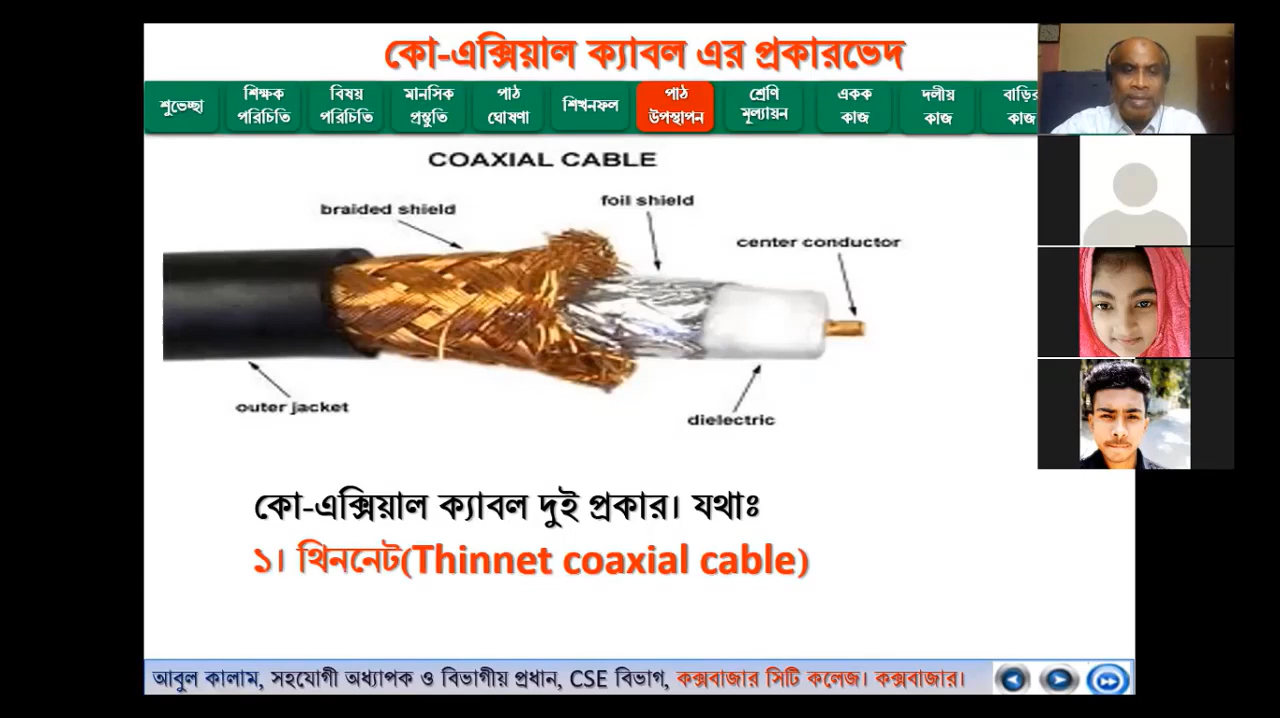 কো-এক্সিয়াল ক্যাবল এর প্রকারভেদ
শুভেচ্ছা
শিক্ষক
পরিচিতি
বিষয়
পরিচিতি
মানসিক
প্রস্তুতি
পাঠ
ঘোষণা
শিখনফল
পাঠ
উপস্থাপন
শ্রেণি
মূল্যায়ন
একক
কাজ
দলীয়
কাজ
বাড়ির
কাজ
COAXIAL CABLE
braided shield
foil shield
center conductor
outer jacket
dielectric
কো-এক্সিয়াল ক্যাবল দুই প্রকার। যথাঃ
১। থিননেট(Thinnet coaxial cable)
আবুল কালাম, সহযোগী অধ্যাপক ও বিভাগীয় প্রধান, CSE বিভাগ, কক্সবাজার সিটি কলেজ। কক্সবাজার।